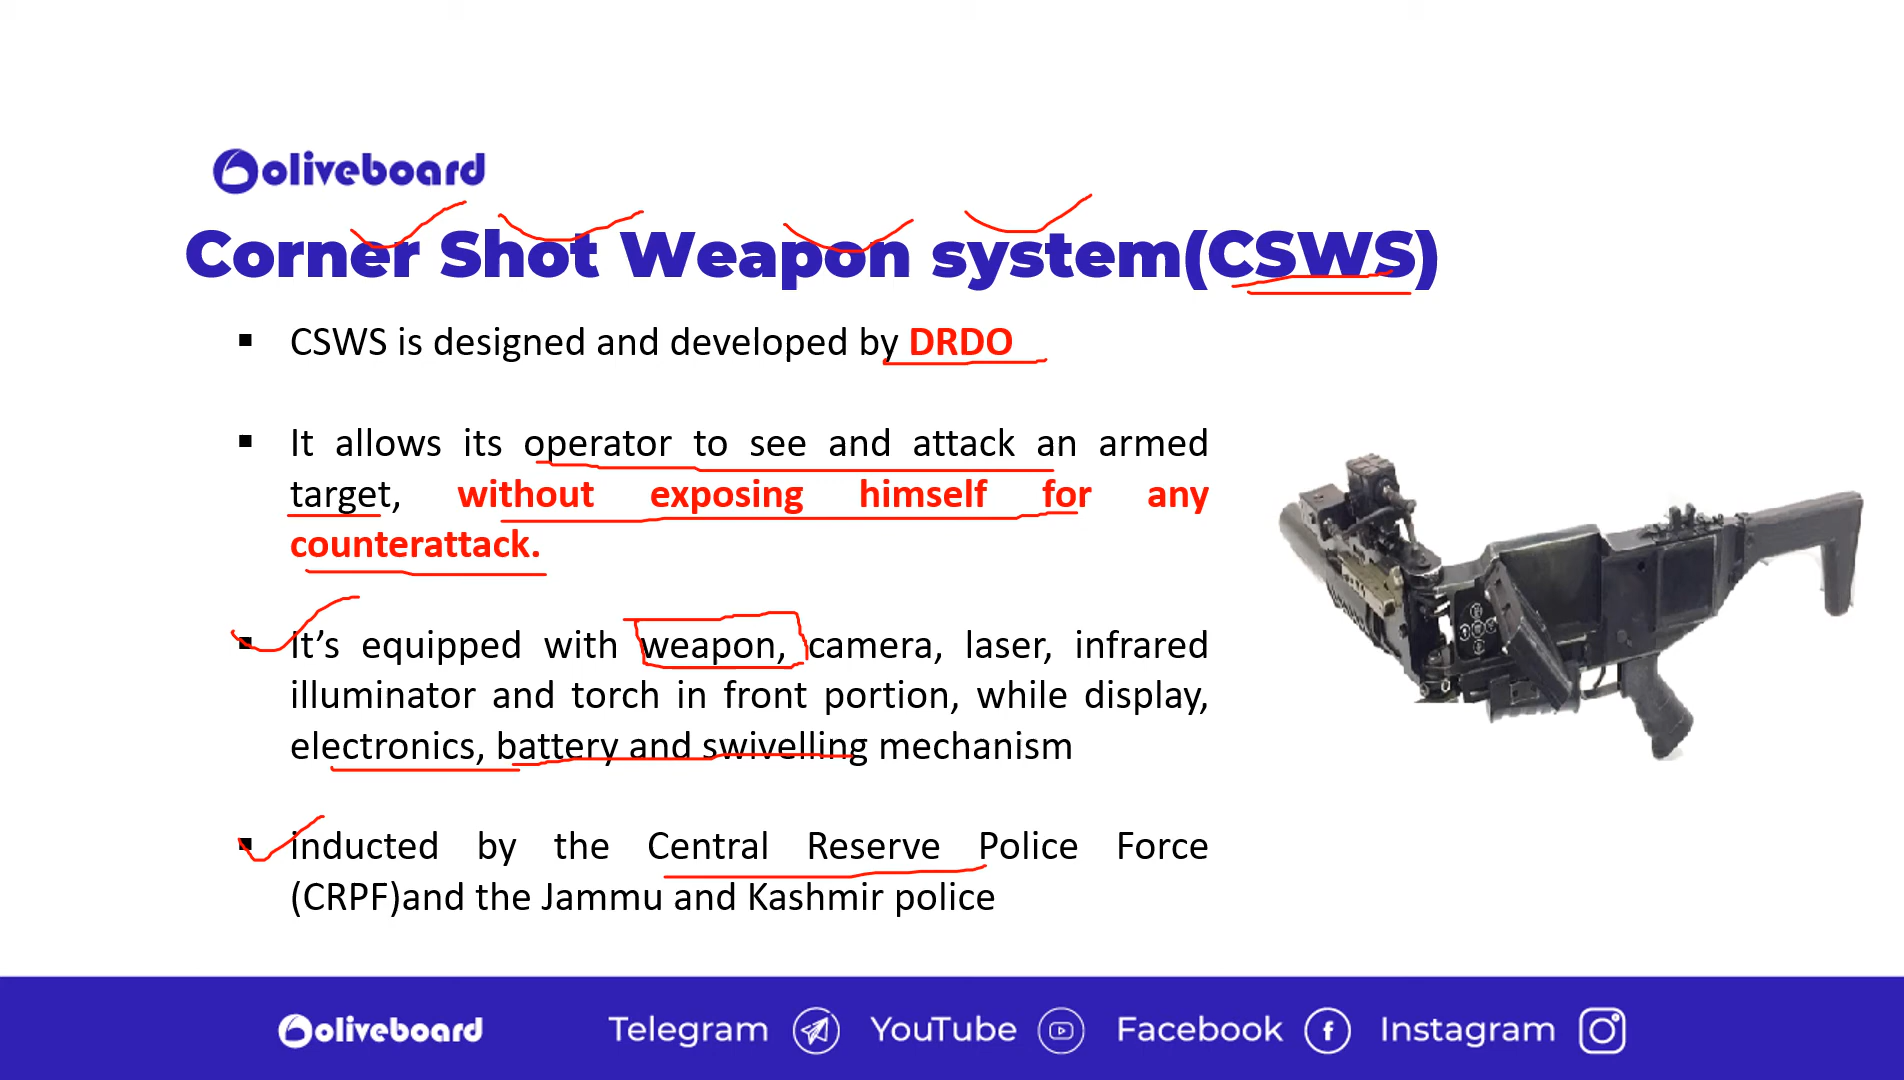 oliveboard
Corner Shot Weapon system(CSWS)
▪ CSWS is designed and developed by DRDO
▪ It allows its operator to see and attack an armed
target, without exposing himself for any
counterattack.
▪ It’s equipped with weapon, camera, laser, infrared
illuminator and torch in front portion, while display,
electronics, battery and swivelling mechanism
▪ inducted by the Central Reserve Police Force
(CRPF)and the Jammu and Kashmir police
oliveboard Telegram YouTube Facebook Instagram